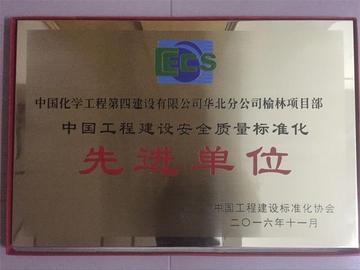 CECS
中国化学工程第四建设有限公司华北分公司榆林项目部
中国工程建设安全质量标准化
先进单位
中国工程建设标准化协会
二〇一六年十一月